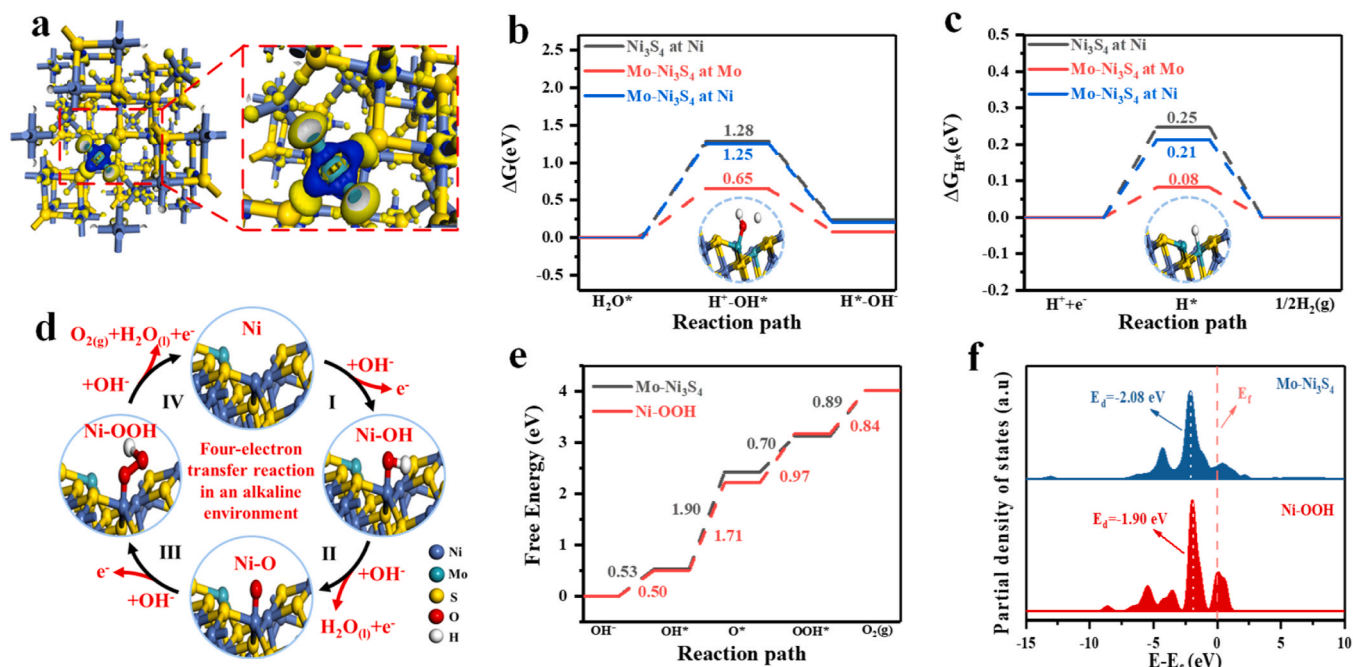 a
b
2.5
2.0
1.5
1.0
0.5
0.0
-0.5
ΔG(eV)
Ni₃S₄ at Ni
Mo-Ni₃S₄ at Mo
Mo-Ni₃S₄ at Ni
1.28
1.25
0.65
H₂O*
H⁺-OH*
H*-OH⁻
Reaction path
c
0.5
0.4
0.3
0.2
0.1
0.0
-0.1
-0.2
ΔG_H*(eV)
Ni₃S₄ at Ni
Mo-Ni₃S₄ at Mo
Mo-Ni₃S₄ at Ni
0.25
0.21
0.08
H⁺+e⁻
H*
1/2H₂(g)
Reaction path
d
O₂₍g₎+H₂O₍l₎+e⁻
Ni
+OH⁻
+OH⁻
e⁻
IV
I
Ni-OOH
Ni-OH
Four-electron
transfer reaction
in an alkaline
environment
III
II
Ni-O
e⁻
+OH⁻
+OH⁻
H₂O₍l₎+e⁻
Ni
Mo
S
O
H
e
4
3
2
1
0
Free Energy (eV)
Mo-Ni₃S₄
Ni-OOH
0.53
0.50
1.90
1.71
0.70
0.97
0.89
0.84
OH⁻
OH*
O*
OOH*
O₂(g)
Reaction path
f
Partial density of states (a.u)
Mo-Ni₃S₄
E_d=-2.08 eV
E_f
Ni-OOH
E_d=-1.90 eV
-15
-10
-5
0
5
10
E-E_f (eV)